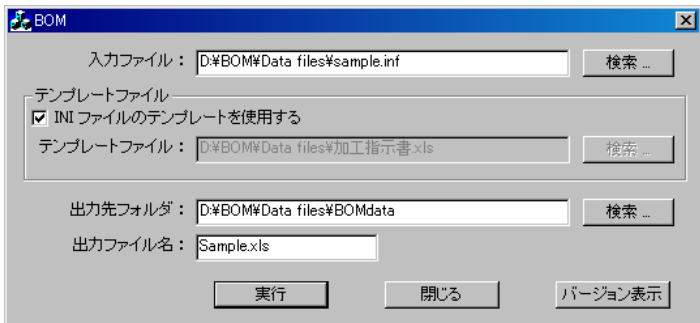 BOM
入力ファイル： D:¥BOM¥Data files¥sample.inf 検索 ...
テンプレートファイル
INI ファイルのテンプレートを使用する
テンプレートファイル： D:¥BOM¥Data files¥加工指示書.xls 検索 ...
出力先フォルダ： D:¥BOM¥Data files¥BOMdata 検索 ...
出力ファイル名： Sample.xls
実行 閉じる バージョン表示